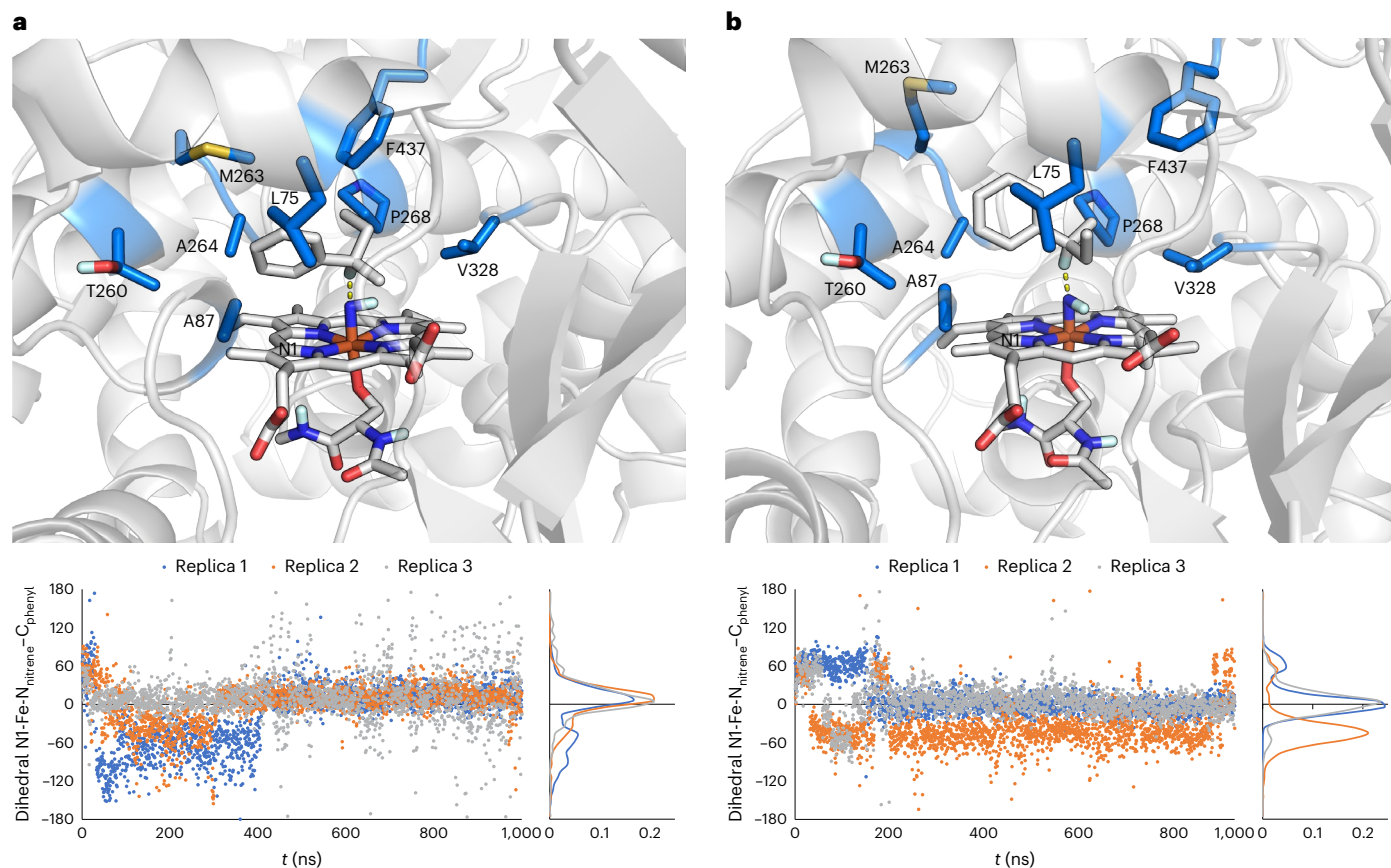 a
M263
F437
L75
P268
A264
V328
T260
A87
N1
Replica 1 Replica 2 Replica 3
Dihedral N1-Fe-Nnitrene–Cphenyl
180
120
60
0
–60
–120
–180
0 200 400 600 800 1,000
0 0.1 0.2
t (ns)
b
M263
F437
L75
P268
A264
V328
T260
A87
N1
Replica 1 Replica 2 Replica 3
Dihedral N1-Fe-Nnitrene–Cphenyl
180
120
60
0
–60
–120
–180
0 200 400 600 800 1,000
0 0.1 0.2
t (ns)